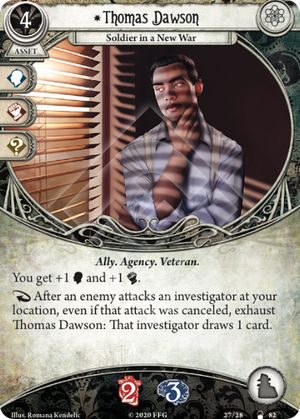 4
Thomas Dawson
ASSET
Soldier in a New War
Ally. Agency. Veteran.
You get +1 and +1.
After an enemy attacks an investigator at your
location, even if that attack was canceled, exhaust
Thomas Dawson: That investigator draws 1 card.
2
3
Illus. Romana Kendelic
© 2020 FFG
27/28
82